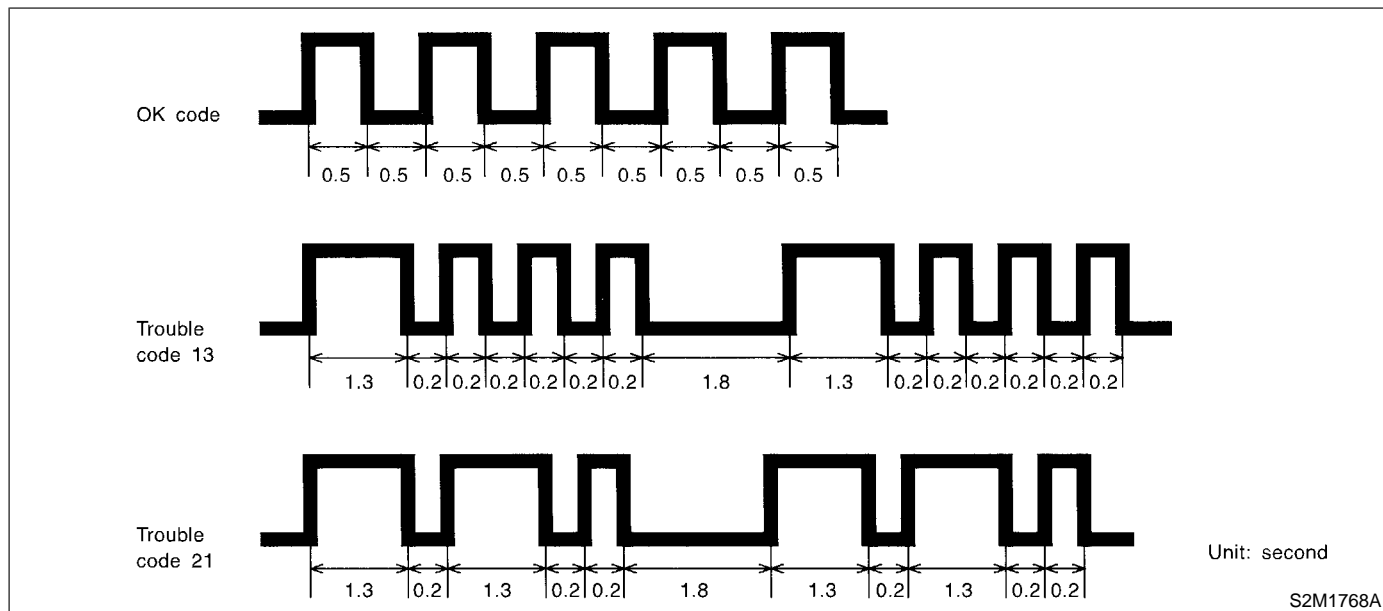 OK code
0.5 0.5 0.5 0.5 0.5 0.5 0.5 0.5 0.5
Trouble
code 13
1.3 0.2 0.2 0.2 0.2 0.2 0.2 1.8 1.3 0.2 0.2 0.2 0.2 0.2 0.2
Trouble
code 21
1.3 0.2 1.3 0.2 0.2 1.8 1.3 0.2 1.3 0.2 0.2
Unit: second
S2M1768A